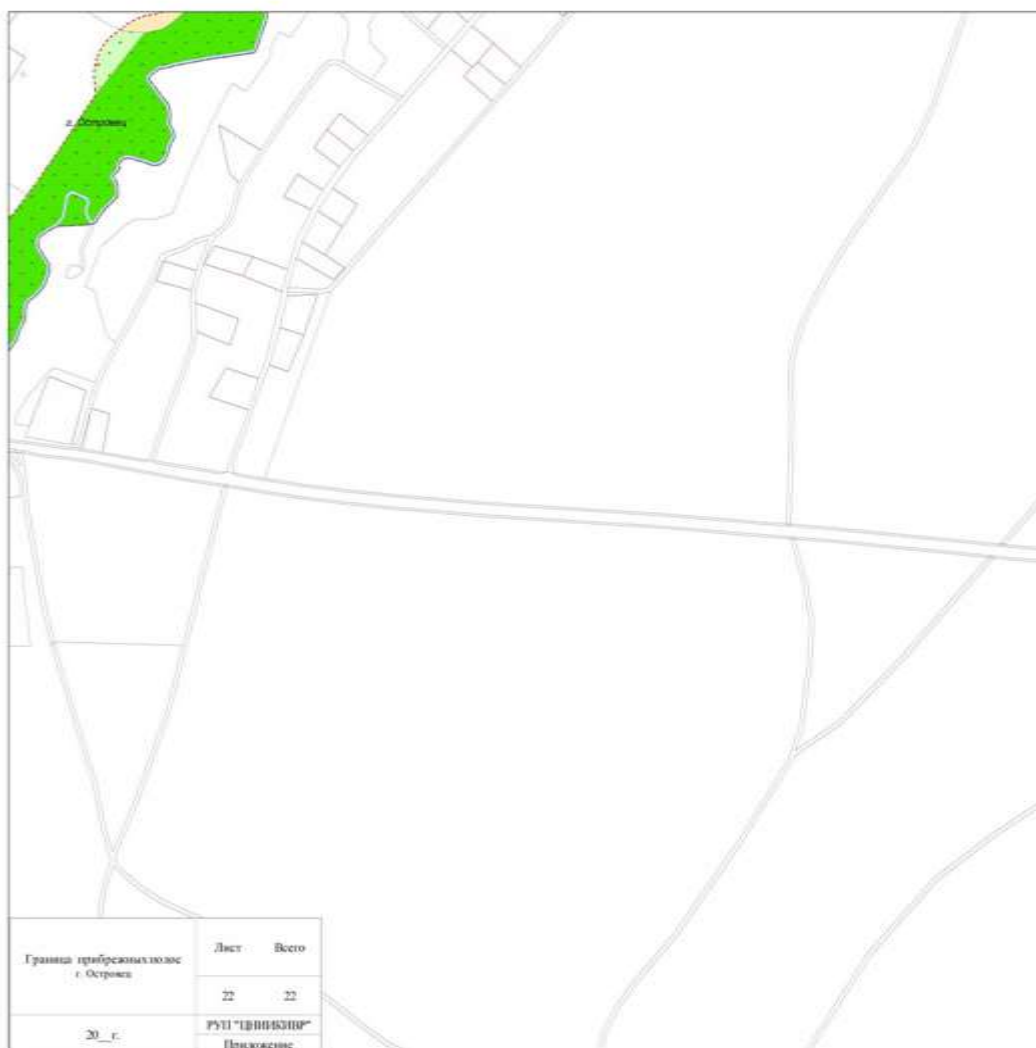 г. Островец
Граница прибрежных полос
г. Островец
Лист Всего
22 22
20__г.
РУП "ЦНИИКИВР"
Приложение